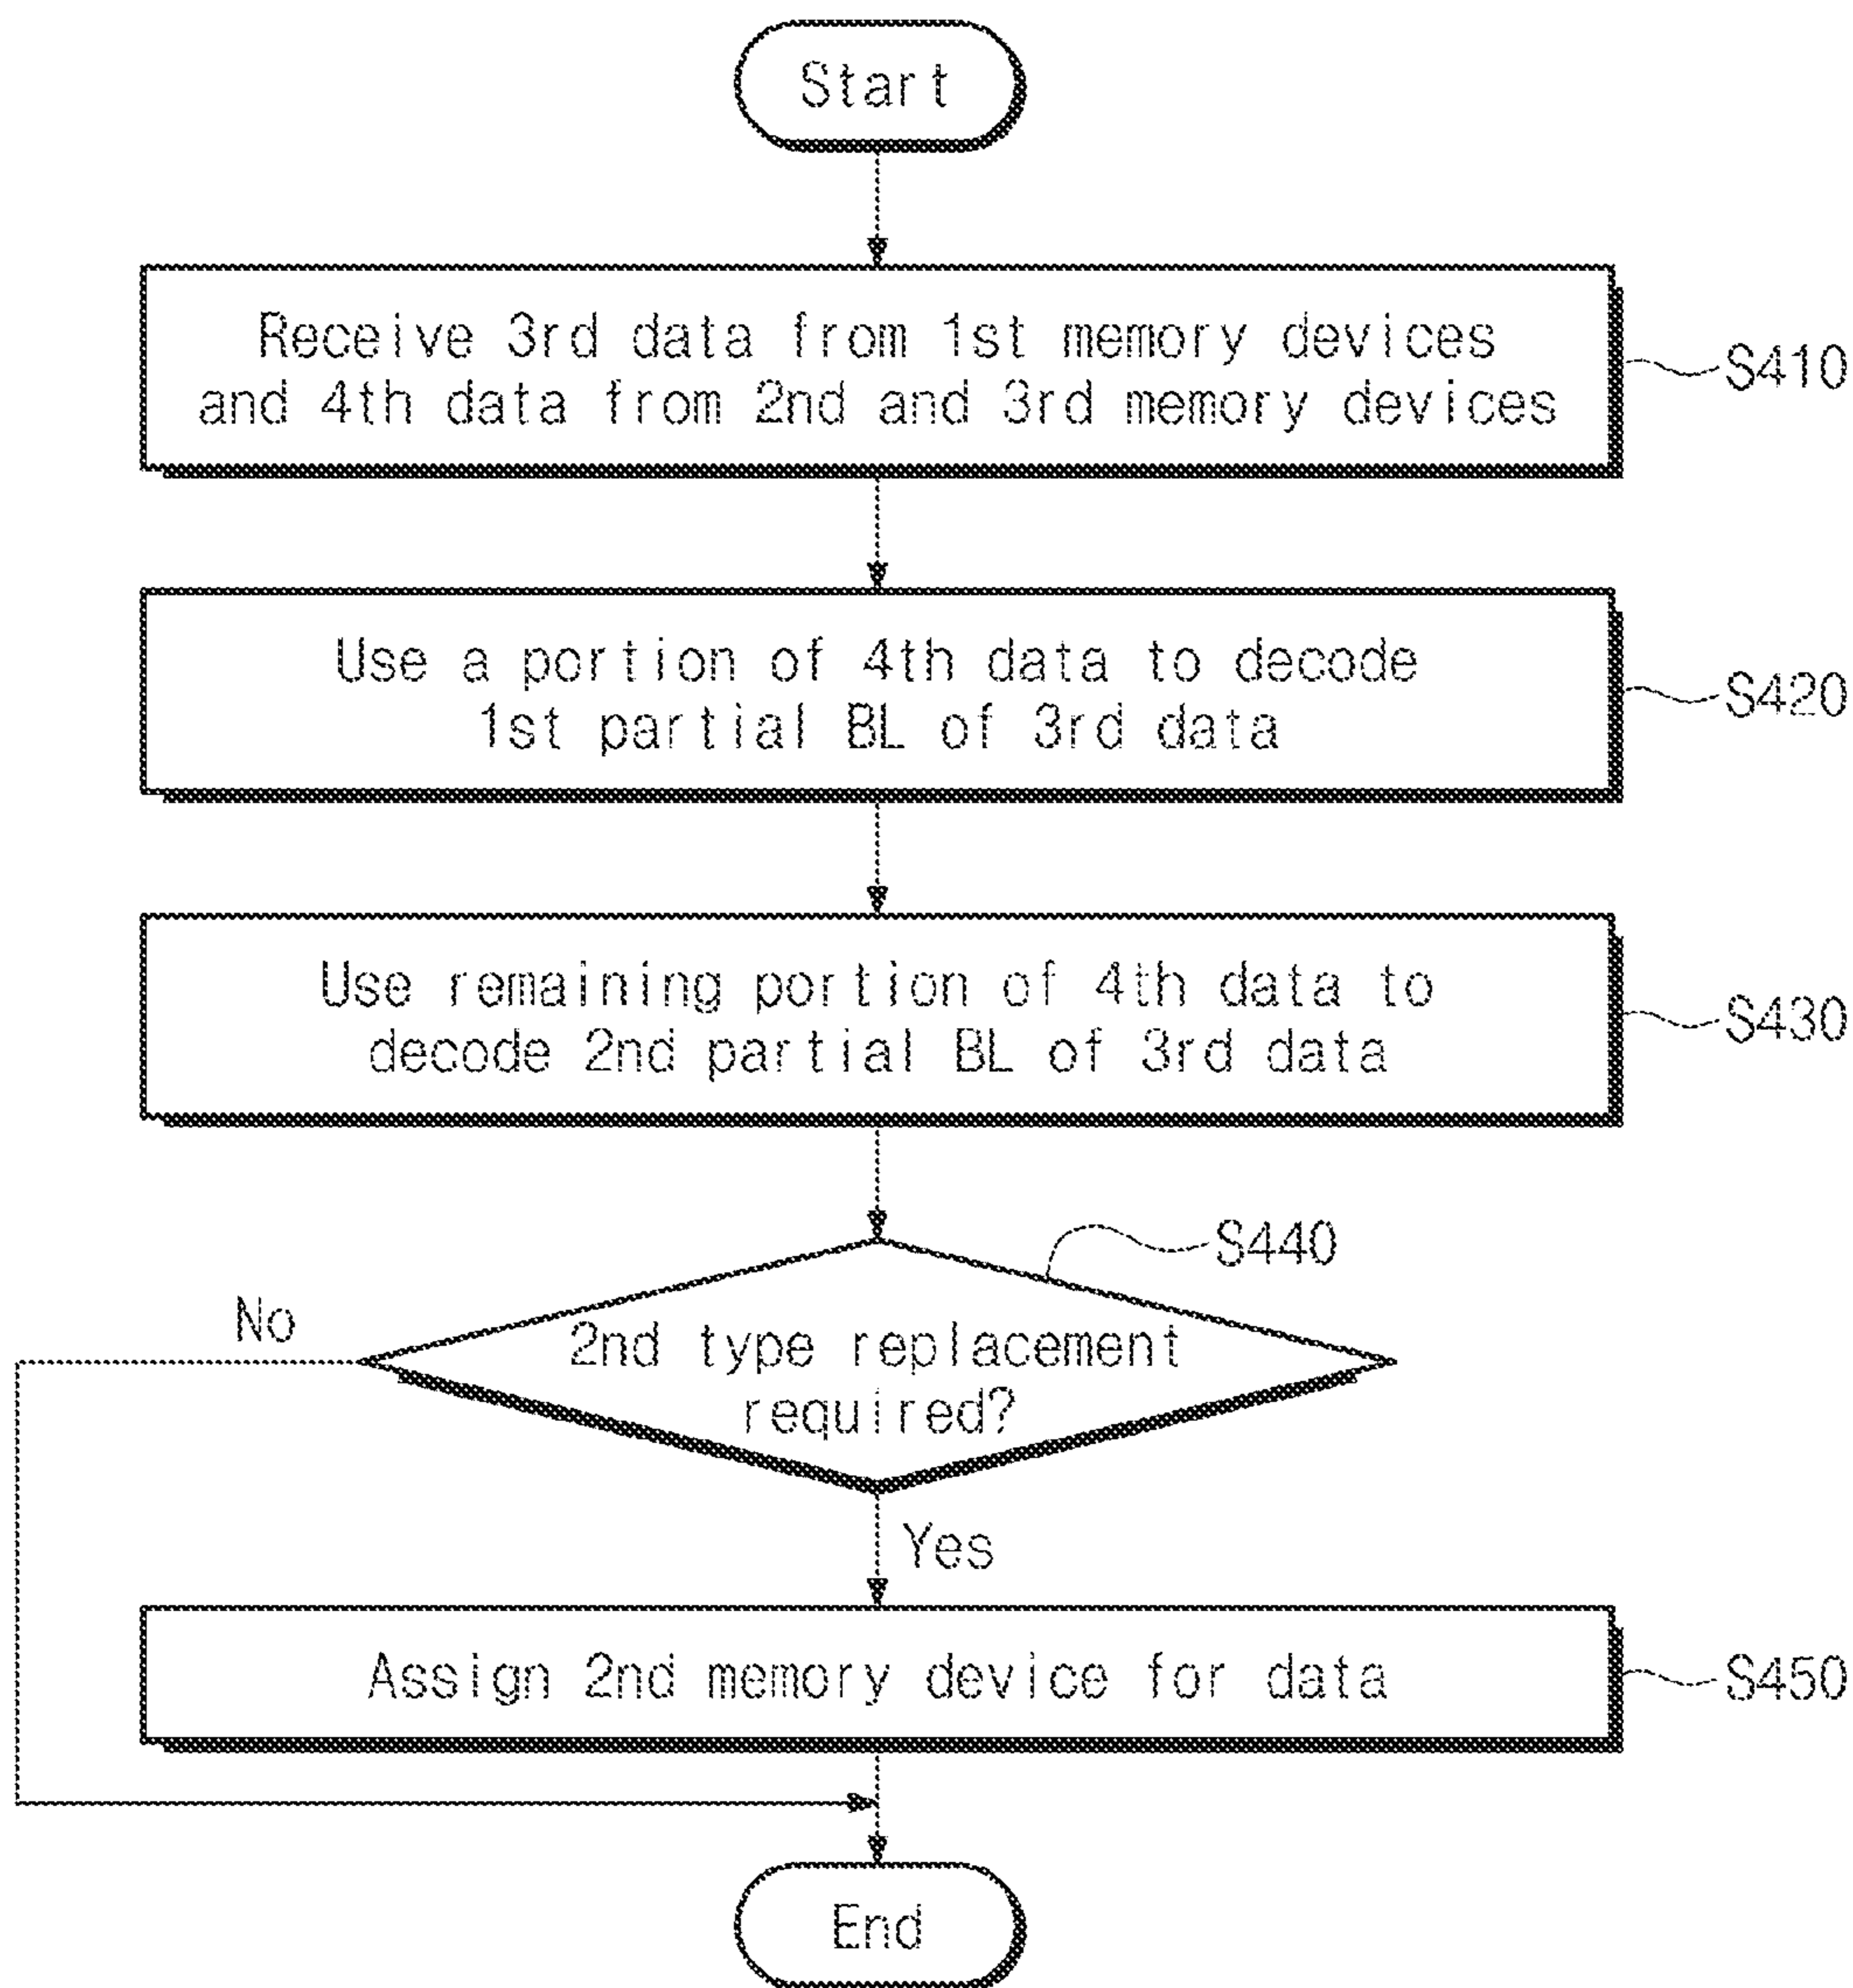 Start
Receive 3rd data from 1st memory devices
and 4th data from 2nd and 3rd memory devices
S410
Use a portion of 4th data to decode
1st partial BL of 3rd data
S420
Use remaining portion of 4th data to
decode 2nd partial BL of 3rd data
S430
S440
No
2nd type replacement
required?
Yes
Assign 2nd memory device for data
S450
End